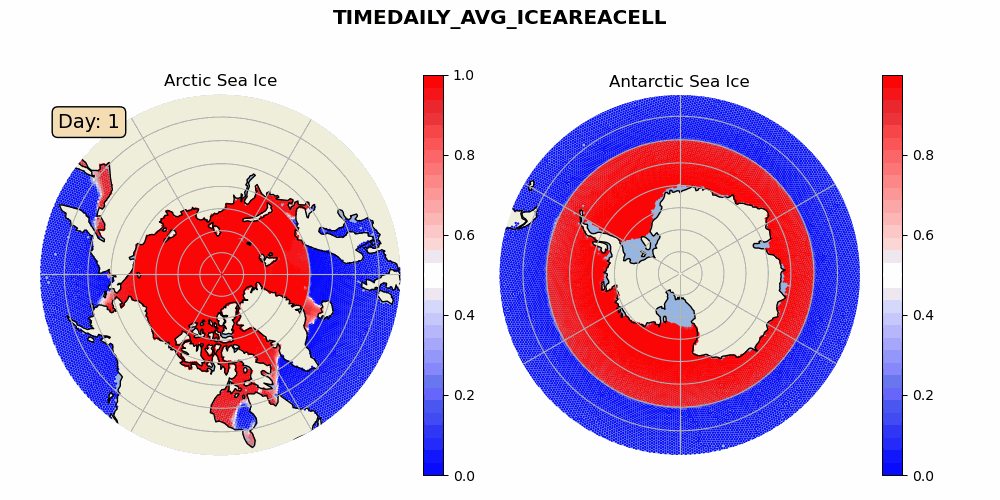 TIMEDAILY_AVG_ICEAREACELL
Arctic Sea Ice
Antarctic Sea Ice
Day: 1
1.0
0.8
0.6
0.4
0.2
0.0
0.8
0.6
0.4
0.2
0.0